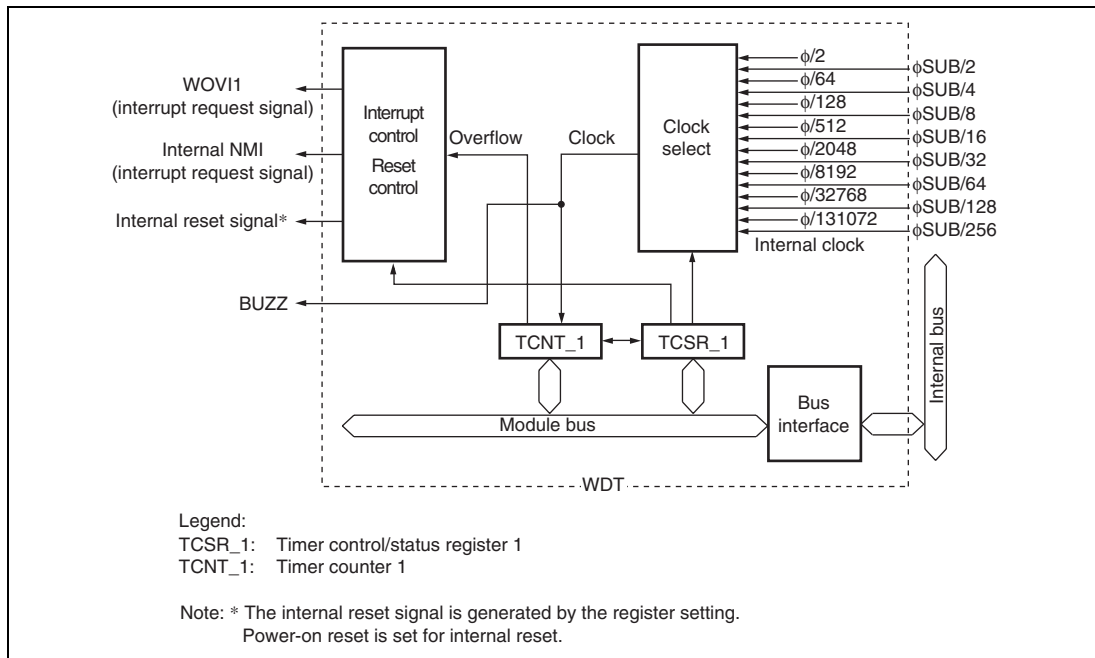 WOVI1
(interrupt request signal)
Internal NMI
(interrupt request signal)
Internal reset signal*
BUZZ
Interrupt
control
Reset
control
Overflow
Clock
Clock
select
ϕ/2
ϕ/64
ϕ/128
ϕ/512
ϕ/2048
ϕ/8192
ϕ/32768
ϕ/131072
Internal clock
ϕSUB/2
ϕSUB/4
ϕSUB/8
ϕSUB/16
ϕSUB/32
ϕSUB/64
ϕSUB/128
ϕSUB/256
TCNT_1
TCSR_1
Module bus
Bus
interface
Internal bus
WDT
Legend:
TCSR_1: Timer control/status register 1
TCNT_1: Timer counter 1
Note: * The internal reset signal is generated by the register setting.
Power-on reset is set for internal reset.